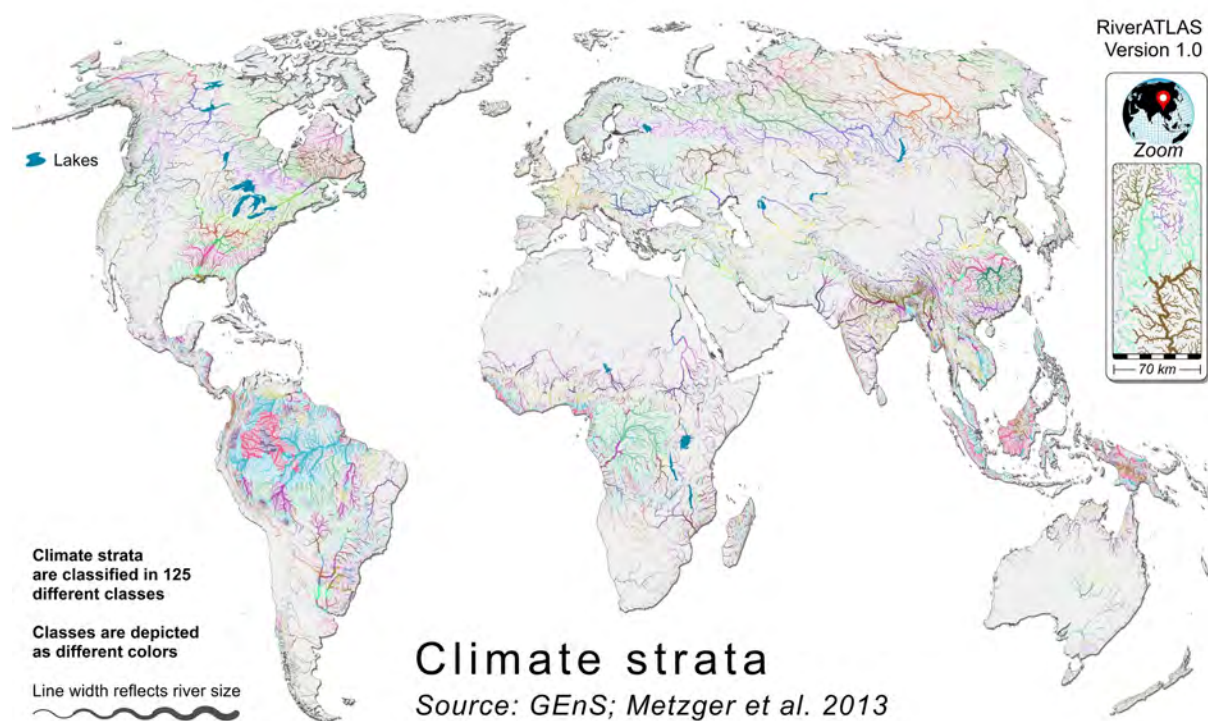 RiverATLAS
Version 1.0
Zoom
70 km
Lakes
Climate strata
are classified in 125
different classes
Classes are depicted
as different colors
Line width reflects river size
Climate strata
Source: GEnS; Metzger et al. 2013